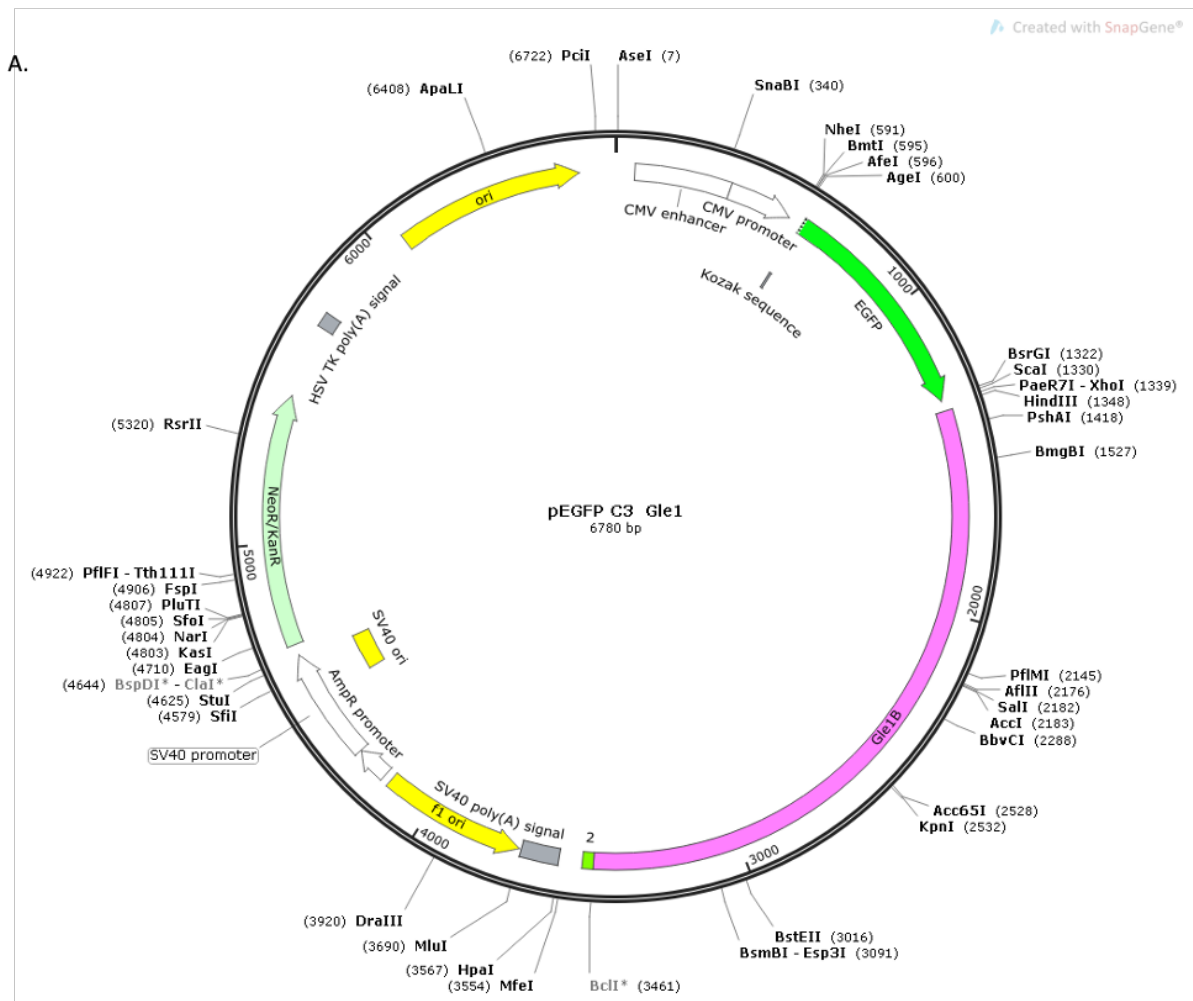 Created with SnapGene®
A.
(6722) PciI
AseI (7)
(6408) ApaLI
SnaBI (340)
NheI (591)
BmtI (595)
AfeI (596)
AgeI (600)
ori
CMV enhancer
CMV promoter
Kozak sequence
6000
1000
EGFP
HSV TK poly(A) signal
BsrGI (1322)
ScaI (1330)
PaeR7I - XhoI (1339)
HindIII (1348)
PshAI (1418)
(5320) RsrII
BmgBI (1527)
NeoR/KanR
pEGFP C3 Gle1
6780 bp
5000
2000
(4922) PflFI - Tth111I
(4906) FspI
(4807) PluTI
(4805) SfoI
(4804) NarI
(4803) KasI
(4710) EagI
(4644) BspDI* - ClaI*
(4625) StuI
(4579) SfiI
SV40 ori
AmpR promoter
SV40 promoter
PflMI (2145)
AflII (2176)
SalI (2182)
AccI (2183)
BbvCI (2288)
Gle1B
Acc65I (2528)
KpnI (2532)
f1 ori
SV40 poly(A) signal
2
4000
3000
(3920) DraIII
(3690) MluI
(3567) HpaI
(3554) MfeI
BclI* (3461)
BstEII (3016)
BsmBI - Esp3I (3091)